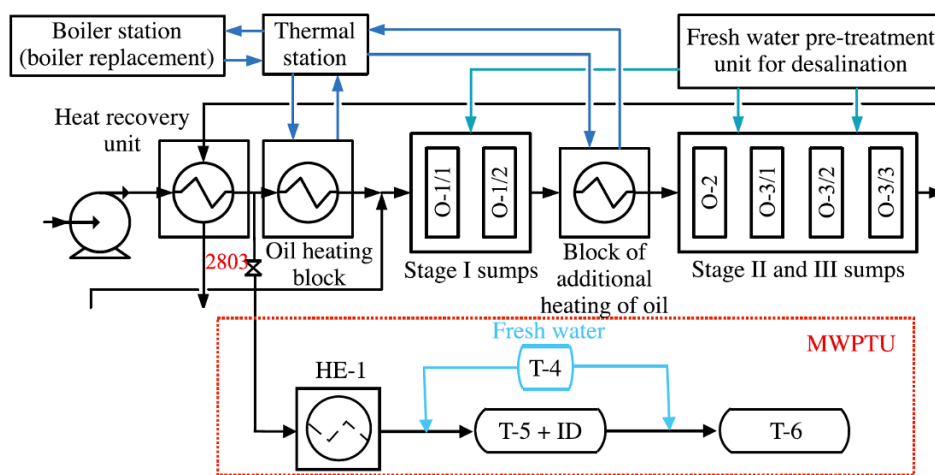 Boiler station
(boiler replacement)
Thermal
station
Fresh water pre-treatment
unit for desalination
Heat recovery
unit
O-1/1
O-1/2
O-2
O-3/1
O-3/2
O-3/3
2803
Oil heating
block
Stage I sumps
Block of
additional
heating of oil
Stage II and III sumps
Fresh water
MWPTU
HE-1
T-4
T-5 + ID
T-6